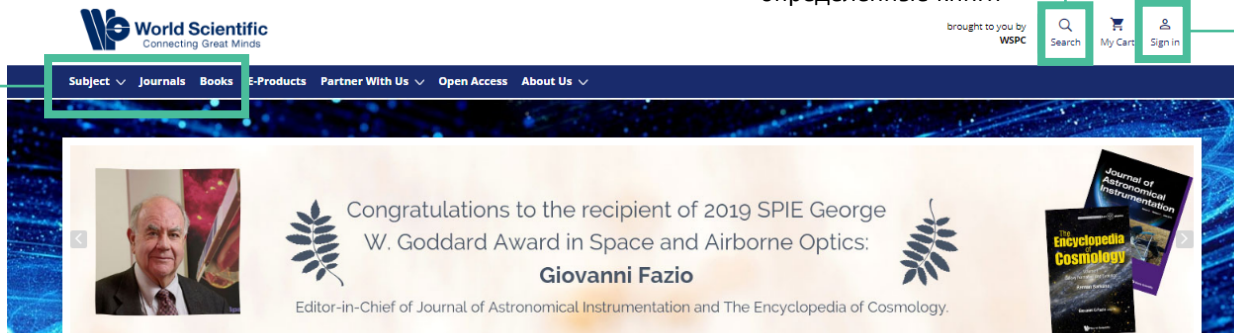 определенные книги
World Scientific
Connecting Great Minds
brought to you by
WSPC
Search
My Cart
Sign in
Subject Journals Books E-Products Partner With Us Open Access About Us
Congratulations to the recipient of 2019 SPIE George
W. Goddard Award in Space and Airborne Optics:
Giovanni Fazio
Editor-in-Chief of Journal of Astronomical Instrumentation and The Encyclopedia of Cosmology.
Journal of
Astronomical
Instrumentation
The
Encyclopedia
of
Cosmology